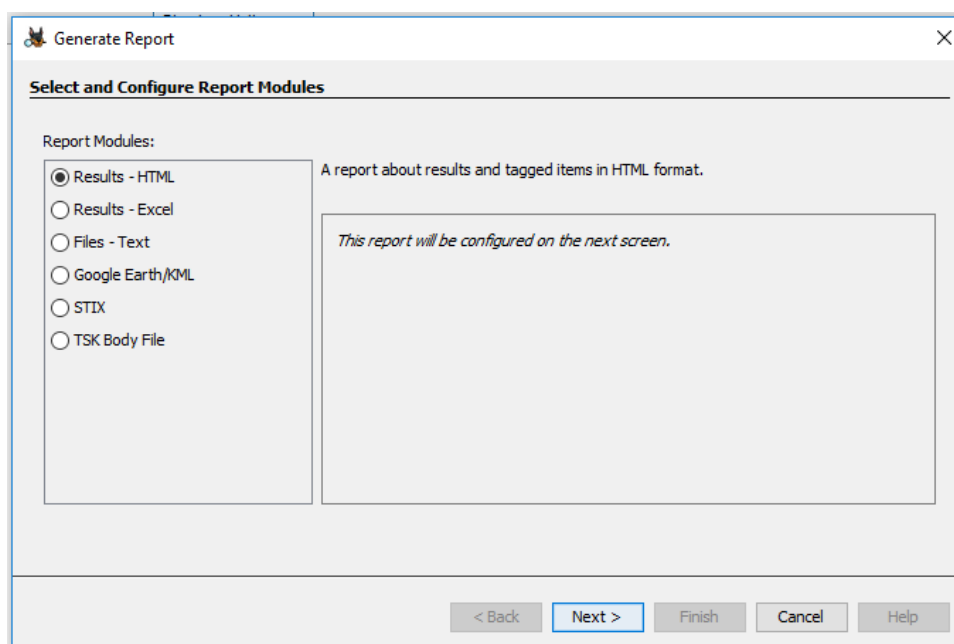 Generate Report
Select and Configure Report Modules
Report Modules:
Results - HTML
Results - Excel
Files - Text
Google Earth/KML
STIX
TSK Body File
A report about results and tagged items in HTML format.
This report will be configured on the next screen.
< Back
Next >
Finish
Cancel
Help